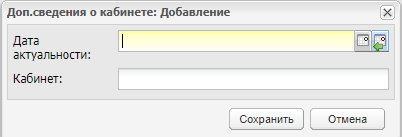 Доп.сведения о кабинете: Добавление
Дата
актуальности:
Кабинет:
Сохранить Отмена